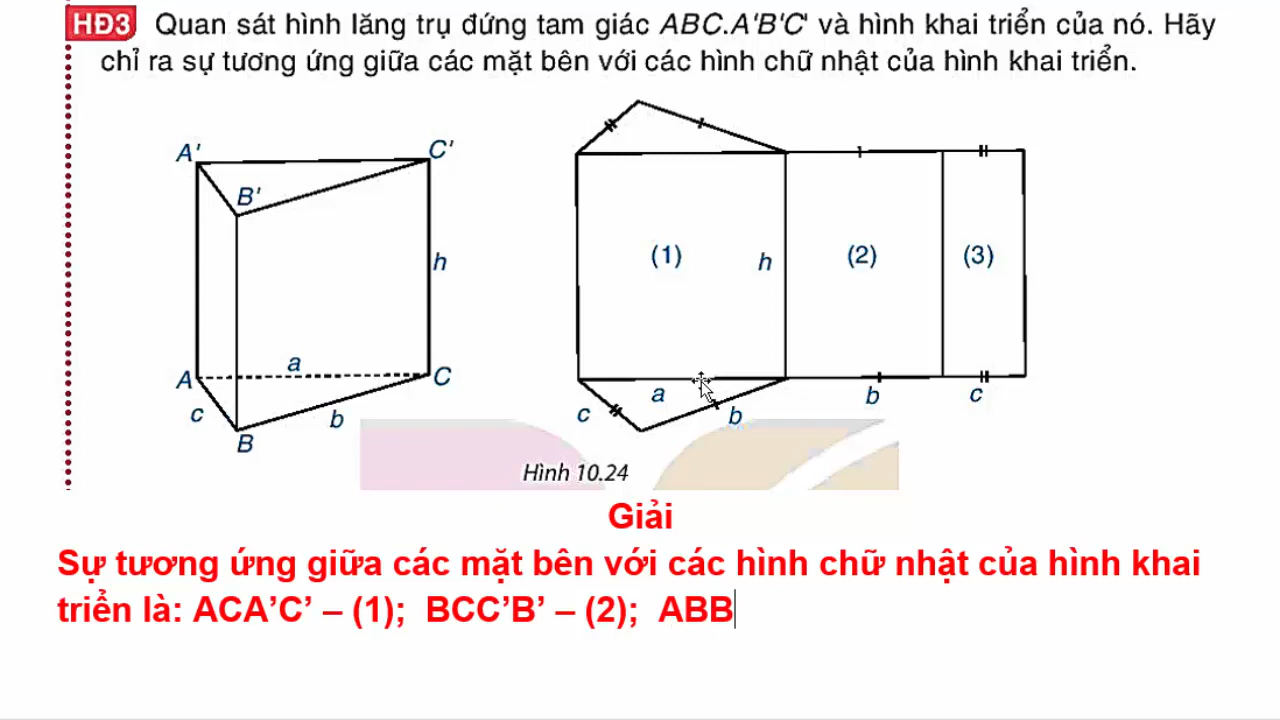 HĐ3 Quan sát hình lăng trụ đứng tam giác ABC.A'B'C' và hình khai triển của nó. Hãy
chỉ ra sự tương ứng giữa các mặt bên với các hình chữ nhật của hình khai triển.
A'
C'
B'
h
a
A
C
c
b
B
(1)
h
(2)
(3)
a
c
b
b
c
Hình 10.24
Giải
Sự tương ứng giữa các mặt bên với các hình chữ nhật của hình khai
triển là: ACA’C’ – (1); BCC’B’ – (2); ABB